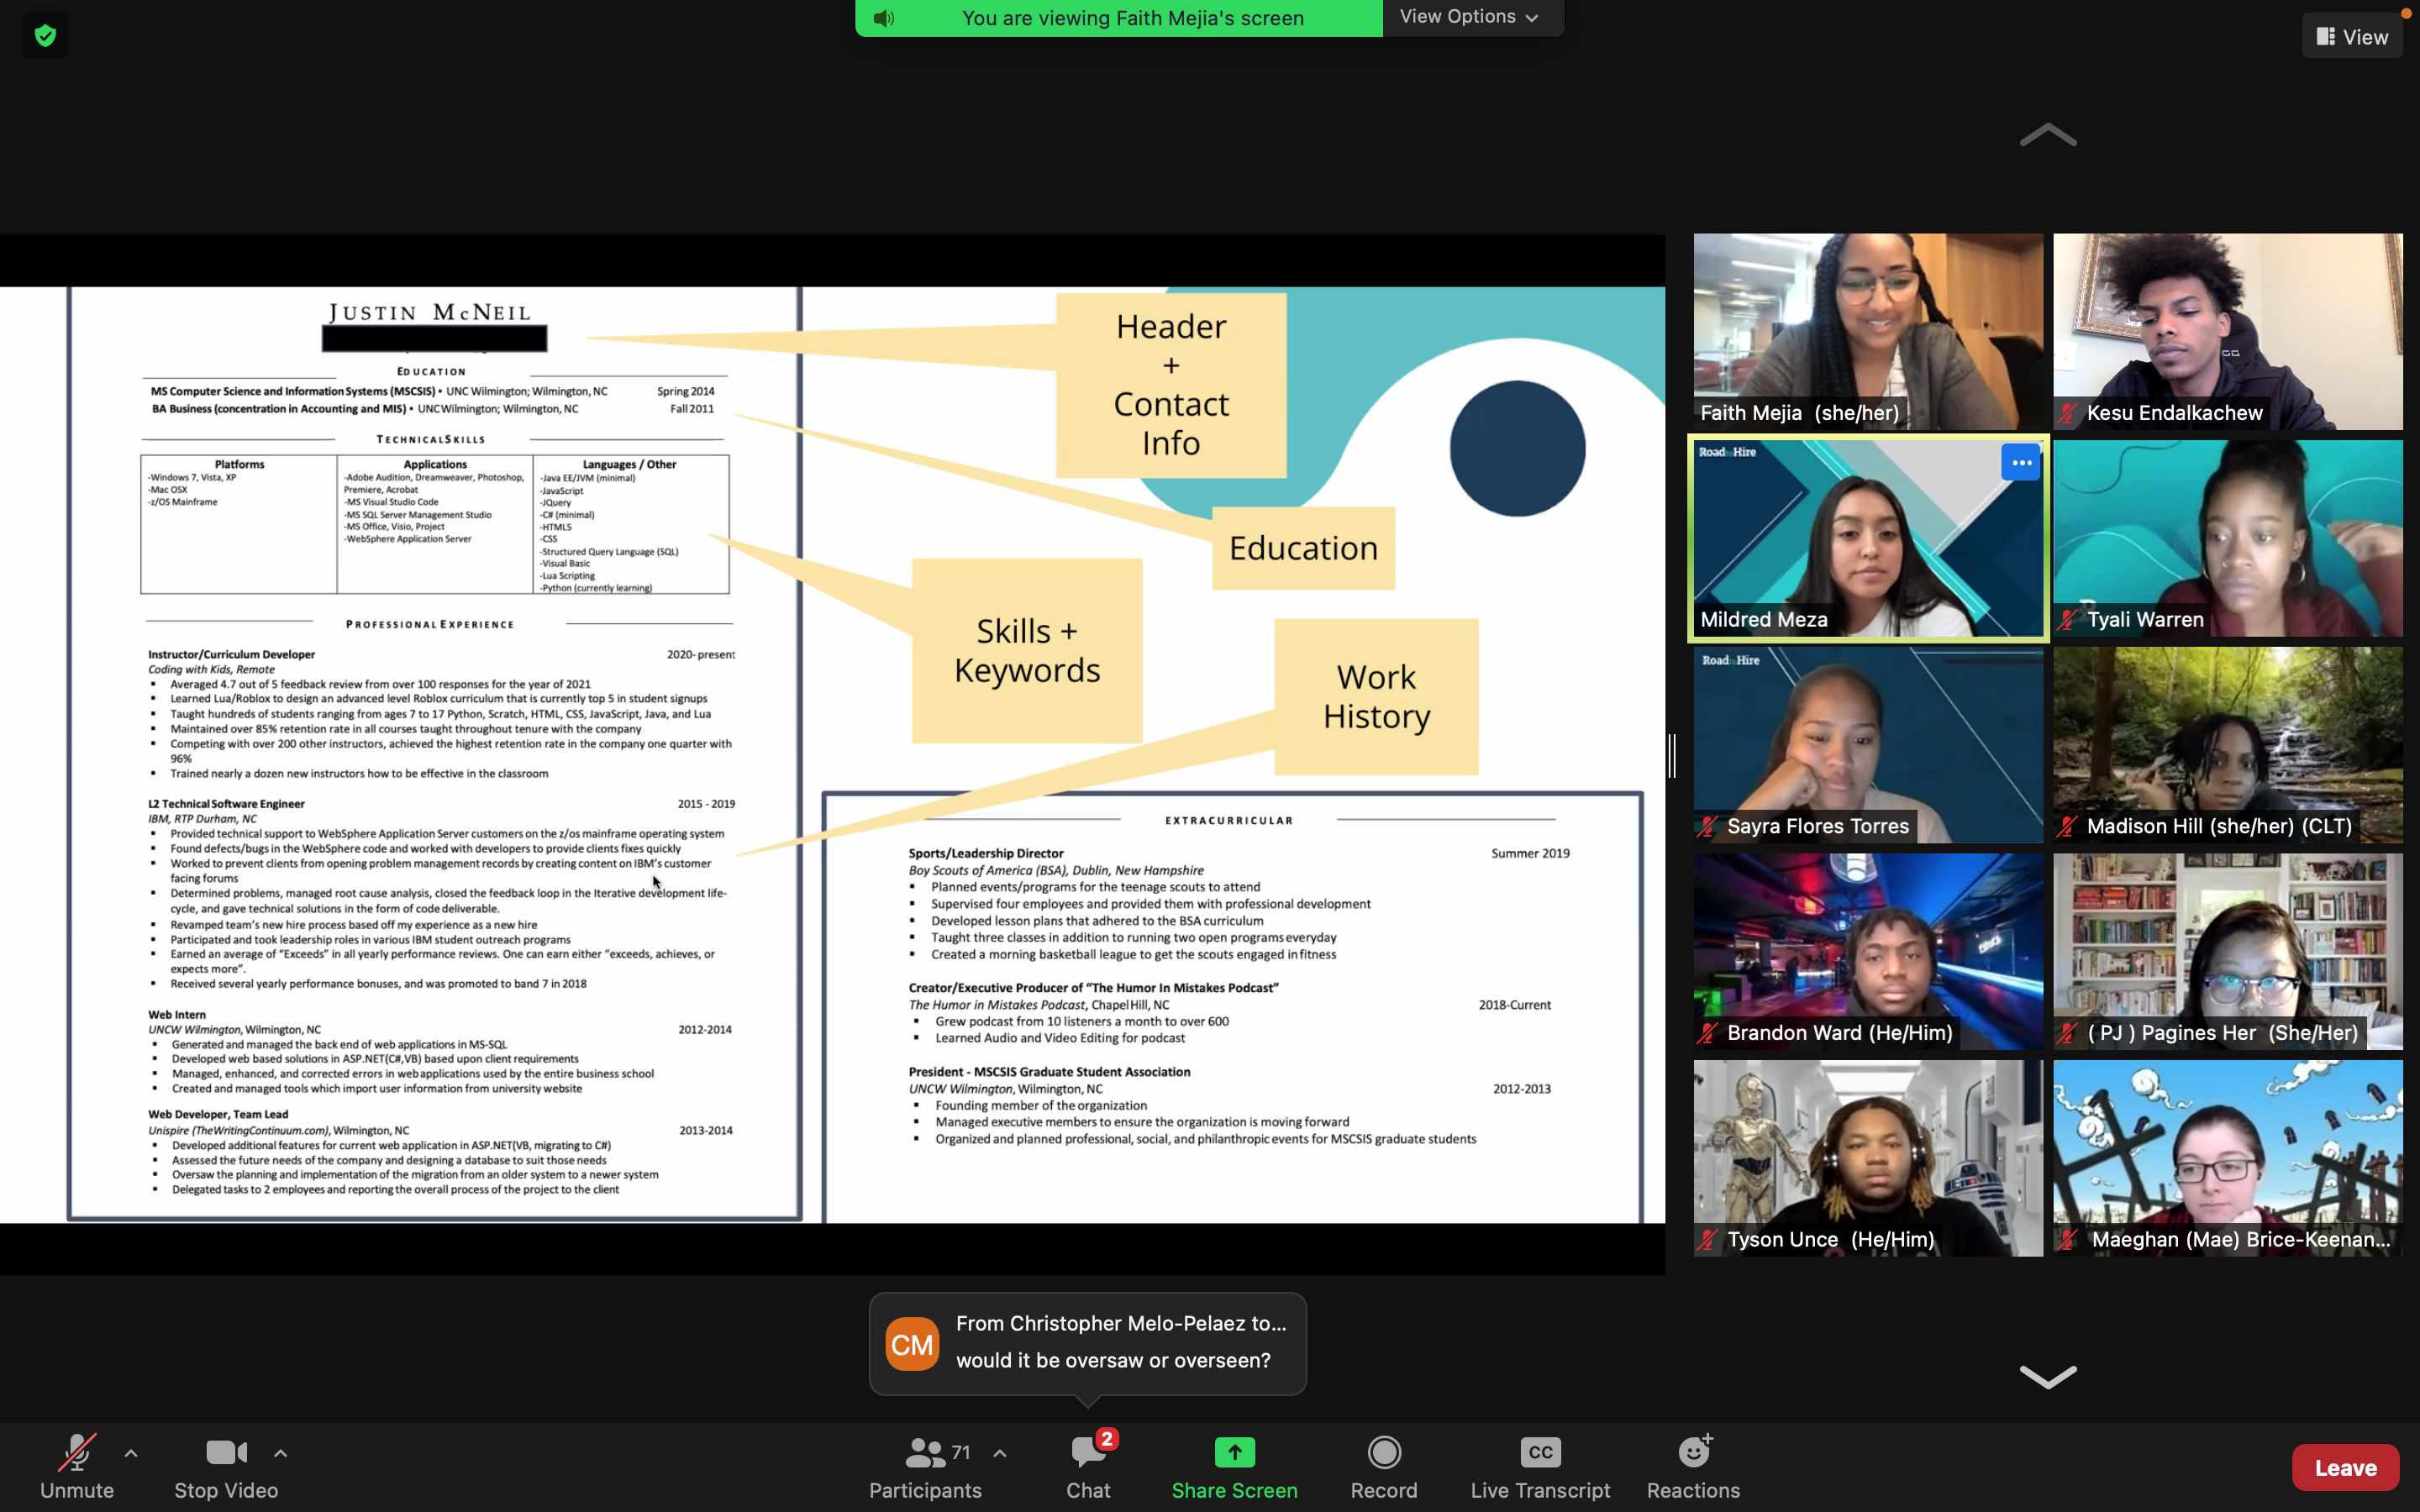 You are viewing Faith Mejia's screen
View Options
View
JUSTIN MCNEIL
EDUCATION
MS Computer Science and Information Systems (MSCSIS) • UNC Wilmington; Wilmington, NC Spring 2014
BA Business (concentration in Accounting and MIS) • UNCWilmington; Wilmington, NC Fall 2011
TECHNICALSKILLS
Platforms
-Windows 7, Vista, XP
-Mac OSX
-z/OS Mainframe
Applications
-Adobe Audition, Dreamweaver, Photoshop,
Premiere, Acrobat
-MS Visual Studio Code
-MS SQL Server Management Studio
-MS Office, Visio, Project
-WebSphere Application Server
Languages / Other
-Java EE/JVM (minimal)
-JavaScript
-JQuery
-C# (minimal)
-HTML5
-CSS
-Structured Query Language (SQL)
-Visual Basic
-Lua Scripting
-Python (currently learning)
PROFESSIONAL EXPERIENCE
Instructor/Curriculum Developer 2020- present
Coding with Kids, Remote
▪ Averaged 4.7 out of 5 feedback review from over 100 responses for the year of 2021
▪ Learned Lua/Roblox to design an advanced level Roblox curriculum that is currently top 5 in student signups
▪ Taught hundreds of students ranging from ages 7 to 17 Python, Scratch, HTML, CSS, JavaScript, Java, and Lua
▪ Maintained over 85% retention rate in all courses taught throughout tenure with the company
▪ Competing with over 200 other instructors, achieved the highest retention rate in the company one quarter with
96%
▪ Trained nearly a dozen new instructors how to be effective in the classroom
L2 Technical Software Engineer 2015 - 2019
IBM, RTP Durham, NC
▪ Provided technical support to WebSphere Application Server customers on the z/os mainframe operating system
▪ Found defects/bugs in the WebSphere code and worked with developers to provide clients fixes quickly
▪ Worked to prevent clients from opening problem management records by creating content on IBM's customer
facing forums
▪ Determined problems, managed root cause analysis, closed the feedback loop in the Iterative development life-
cycle, and gave technical solutions in the form of code deliverable.
▪ Revamped team's new hire process based off my experience as a new hire
▪ Participated and took leadership roles in various IBM student outreach programs
▪ Earned an average of "Exceeds" in all yearly performance reviews. One can earn either "exceeds, achieves, or
expects more".
▪ Received several yearly performance bonuses, and was promoted to band 7 in 2018
Web Intern
UNCW Wilmington, Wilmington, NC 2012-2014
▪ Generated and managed the back end of web applications in MS-SQL
▪ Developed web based solutions in ASP.NET(C#,VB) based upon client requirements
▪ Managed, enhanced, and corrected errors in web applications used by the entire business school
▪ Created and managed tools which import user information from university website
Web Developer, Team Lead
Unispire (TheWritingContinuum.com), Wilmington, NC 2013-2014
▪ Developed additional features for current web application in ASP.NET(VB, migrating to C#)
▪ Assessed the future needs of the company and designing a database to suit those needs
▪ Oversaw the planning and implementation of the migration from an older system to a newer system
▪ Delegated tasks to 2 employees and reporting the overall process of the project to the client
Header
+
Contact
Info
Education
Skills +
Keywords
Work
History
EXTRACURRICULAR
Sports/Leadership Director Summer 2019
Boy Scouts of America (BSA), Dublin, New Hampshire
▪ Planned events/programs for the teenage scouts to attend
▪ Supervised four employees and provided them with professional development
▪ Developed lesson plans that adhered to the BSA curriculum
▪ Taught three classes in addition to running two open programs everyday
▪ Created a morning basketball league to get the scouts engaged in fitness
Creator/Executive Producer of "The Humor In Mistakes Podcast"
The Humor in Mistakes Podcast, Chapel Hill, NC 2018-Current
▪ Grew podcast from 10 listeners a month to over 600
▪ Learned Audio and Video Editing for podcast
President - MSCSIS Graduate Student Association
UNCW Wilmington, Wilmington, NC 2012-2013
▪ Founding member of the organization
▪ Managed executive members to ensure the organization is moving forward
▪ Organized and planned professional, social, and philanthropic events for MSCSIS graduate students
Faith Mejia (she/her)
Kesu Endalkachew
Road to Hire
Mildred Meza
Tyali Warren
Road to Hire
Sayra Flores Torres
Madison Hill (she/her) (CLT)
Brandon Ward (He/Him)
( PJ ) Pagines Her (She/Her)
Tyson Unce (He/Him)
Maeghan (Mae) Brice-Keenan...
CM
From Christopher Melo-Pelaez to...
would it be oversaw or overseen?
Unmute
Stop Video
71
Participants
2
Chat
Share Screen
Record
CC
Live Transcript
Reactions
Leave